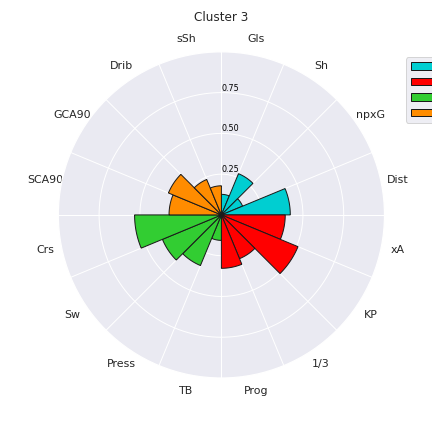 Cluster 3
sSh
Gls
Drib
Sh
0.75
GCA90
npxG
0.50
0.25
SCA90
Dist
Crs
xA
Sw
KP
Press
1/3
TB
Prog